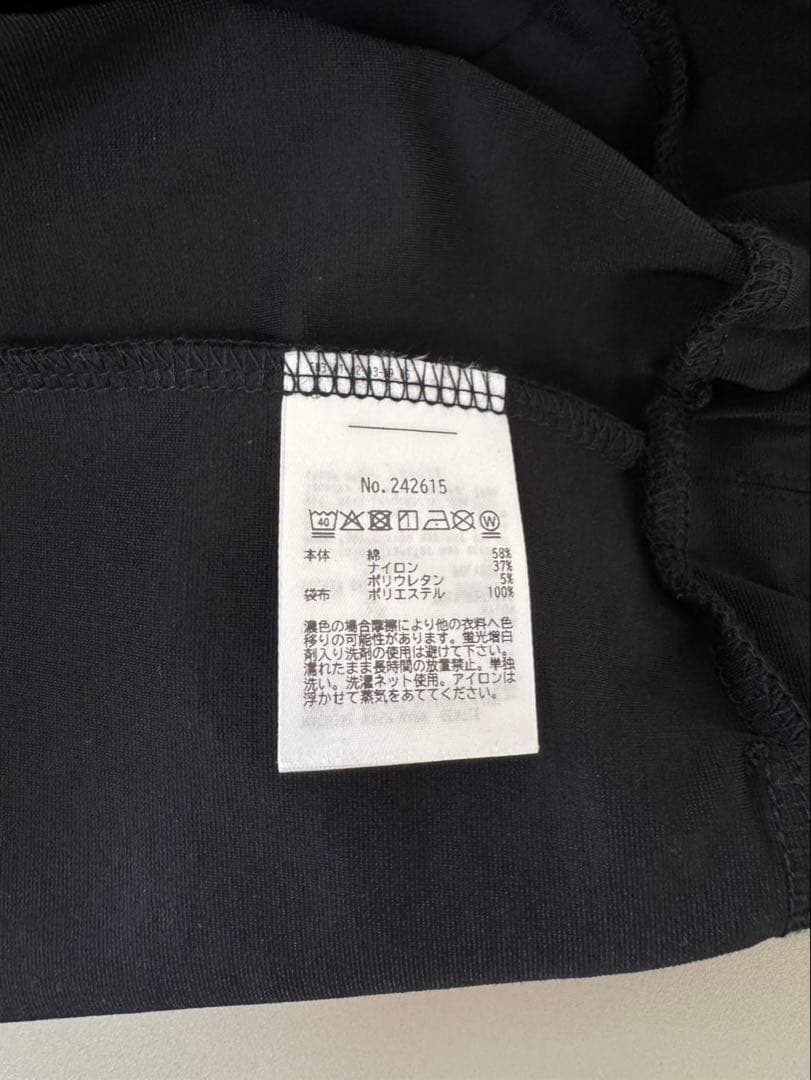 No.242615
40 W
本体 綿 58%
ナイロン 37%
ポリウレタン 5%
袋布 ポリエステル 100%
濃色の場合摩擦により他の衣料へ色
移りの可能性があります。蛍光増白
剤入り洗剤の使用は避けて下さい。
濡れたまま長時間の放置禁止。単独
洗い。洗濯ネット使用。アイロンは
浮かせて蒸気をあててください。